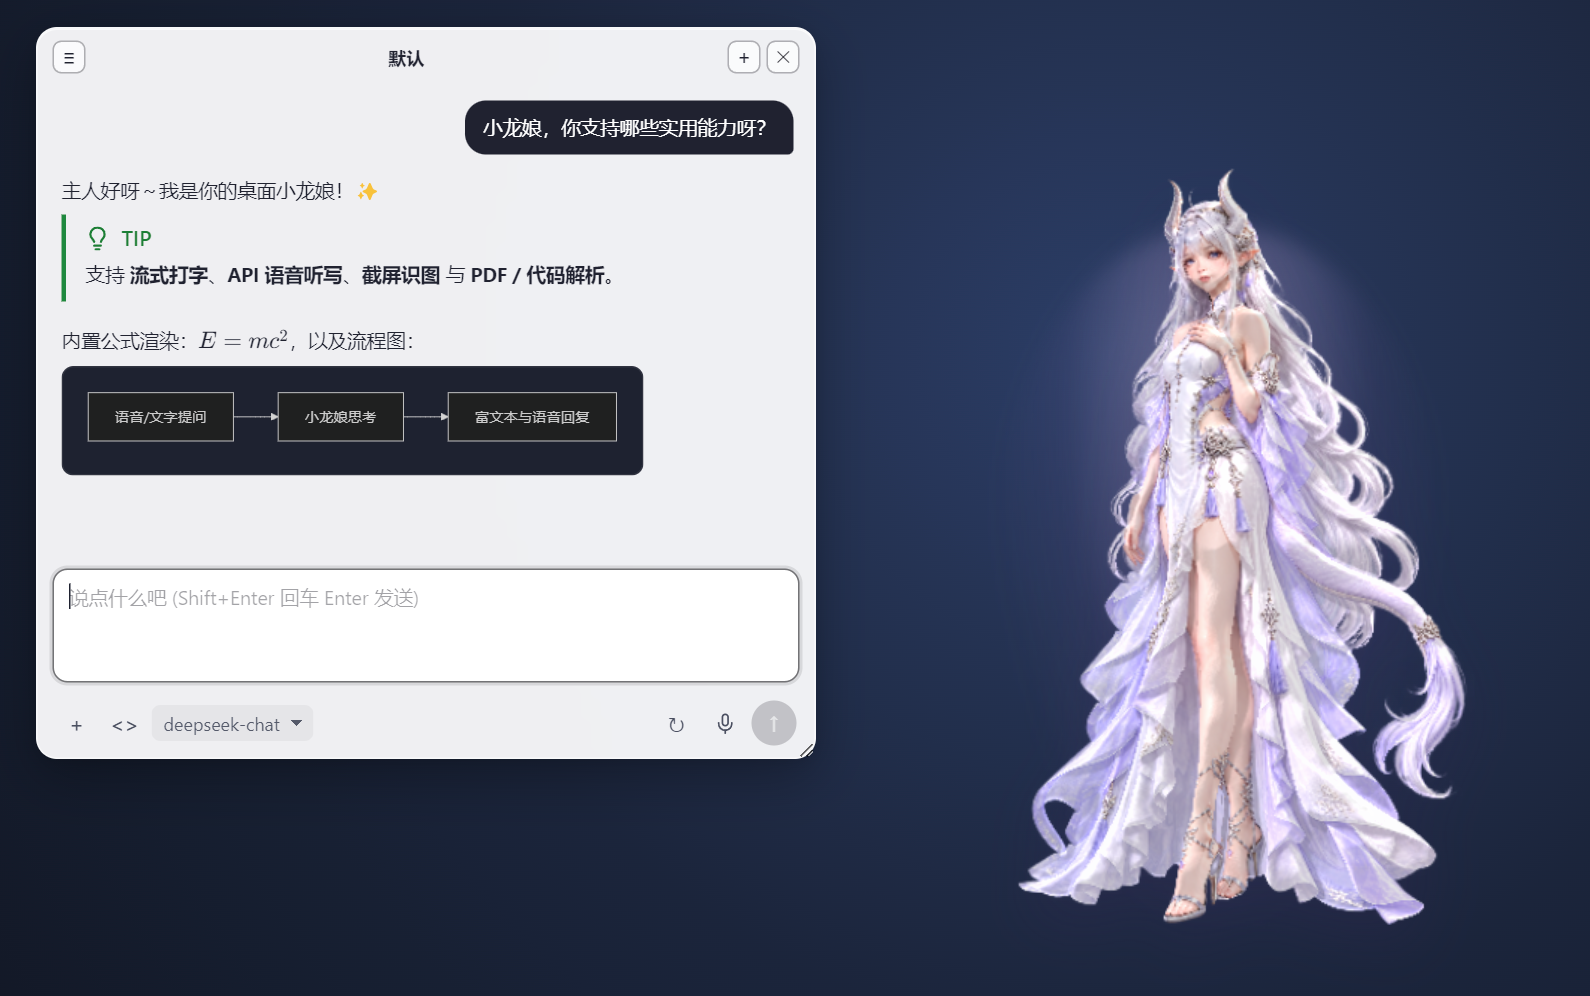 默认
小龙娘，你支持哪些实用能力呀？
主人好呀～我是你的桌面小龙娘！✨
TIP
支持 流式打字、API 语音听写、截屏识图 与 PDF / 代码解析。
内置公式渲染：E = mc²，以及流程图：
语音/文字提问
小龙娘思考
富文本与语音回复
说点什么吧 (Shift+Enter 回车 Enter 发送)
+ <> deepseek-chat